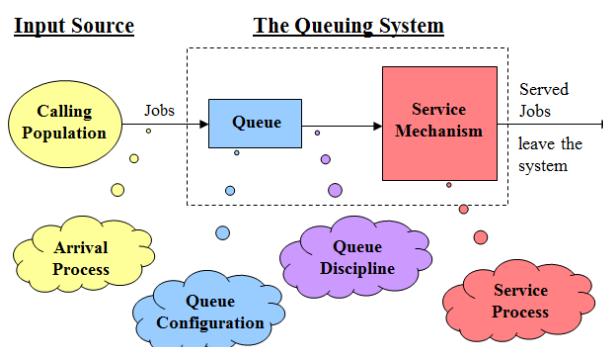 Input Source
The Queuing System
Calling
Population
Jobs
Queue
Service
Mechanism
Served
Jobs
leave the
system
Arrival
Process
Queue
Configuration
Queue
Discipline
Service
Process